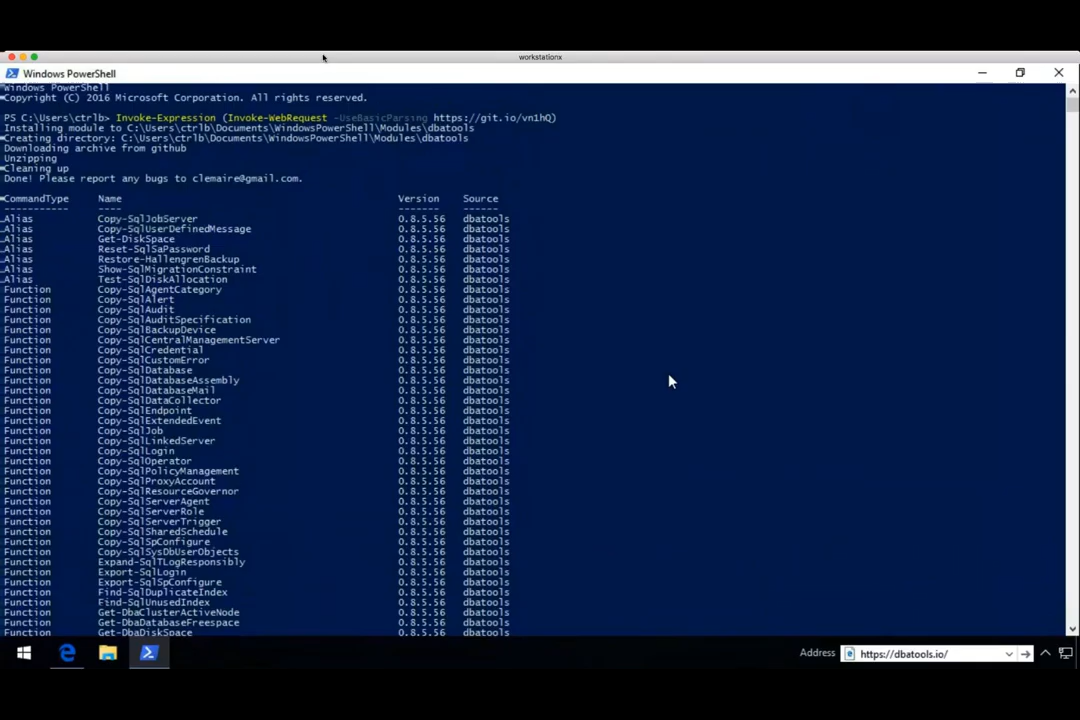 workstationx
Windows PowerShell
Windows PowerShell
Copyright (C) 2016 Microsoft Corporation. All rights reserved.
PS C:\Users\ctrlb> Invoke-Expression (Invoke-WebRequest -UseBasicParsing https://git.io/vn1hQ)
Installing module to C:\Users\ctrlb\Documents\WindowsPowerShell\Modules\dbatools
Creating directory: C:\Users\ctrlb\Documents\WindowsPowerShell\Modules\dbatools
Downloading archive from github
Unzipping
Cleaning up
Done! Please report any bugs to clemaire@gmail.com.
CommandType Name Version Source
----------- ---- ------- ------
Alias Copy-SqlJobServer 0.8.5.56 dbatools
Alias Copy-SqlUserDefinedMessage 0.8.5.56 dbatools
Alias Get-DiskSpace 0.8.5.56 dbatools
Alias Reset-SqlSaPassword 0.8.5.56 dbatools
Alias Restore-HallengrenBackup 0.8.5.56 dbatools
Alias Show-SqlMigrationConstraint 0.8.5.56 dbatools
Alias Test-SqlDiskAllocation 0.8.5.56 dbatools
Function Copy-SqlAgentCategory 0.8.5.56 dbatools
Function Copy-SqlAlert 0.8.5.56 dbatools
Function Copy-SqlAudit 0.8.5.56 dbatools
Function Copy-SqlAuditSpecification 0.8.5.56 dbatools
Function Copy-SqlBackupDevice 0.8.5.56 dbatools
Function Copy-SqlCentralManagementServer 0.8.5.56 dbatools
Function Copy-SqlCredential 0.8.5.56 dbatools
Function Copy-SqlCustomError 0.8.5.56 dbatools
Function Copy-SqlDatabase 0.8.5.56 dbatools
Function Copy-SqlDatabaseAssembly 0.8.5.56 dbatools
Function Copy-SqlDatabaseMail 0.8.5.56 dbatools
Function Copy-SqlDataCollector 0.8.5.56 dbatools
Function Copy-SqlEndpoint 0.8.5.56 dbatools
Function Copy-SqlExtendedEvent 0.8.5.56 dbatools
Function Copy-SqlJob 0.8.5.56 dbatools
Function Copy-SqlLinkedServer 0.8.5.56 dbatools
Function Copy-SqlLogin 0.8.5.56 dbatools
Function Copy-SqlOperator 0.8.5.56 dbatools
Function Copy-SqlPolicyManagement 0.8.5.56 dbatools
Function Copy-SqlProxyAccount 0.8.5.56 dbatools
Function Copy-SqlResourceGovernor 0.8.5.56 dbatools
Function Copy-SqlServerAgent 0.8.5.56 dbatools
Function Copy-SqlServerRole 0.8.5.56 dbatools
Function Copy-SqlServerTrigger 0.8.5.56 dbatools
Function Copy-SqlSharedSchedule 0.8.5.56 dbatools
Function Copy-SqlSpConfigure 0.8.5.56 dbatools
Function Copy-SqlSysDbUserObjects 0.8.5.56 dbatools
Function Expand-SqlTLogResponsibly 0.8.5.56 dbatools
Function Export-SqlLogin 0.8.5.56 dbatools
Function Export-SqlSpConfigure 0.8.5.56 dbatools
Function Find-SqlDuplicateIndex 0.8.5.56 dbatools
Function Find-SqlUnusedIndex 0.8.5.56 dbatools
Function Get-DbaClusterActiveNode 0.8.5.56 dbatools
Function Get-DbaDatabaseFreespace 0.8.5.56 dbatools
Function Get-DbaDiskSpace 0.8.5.56 dbatools
Address https://dbatools.io/